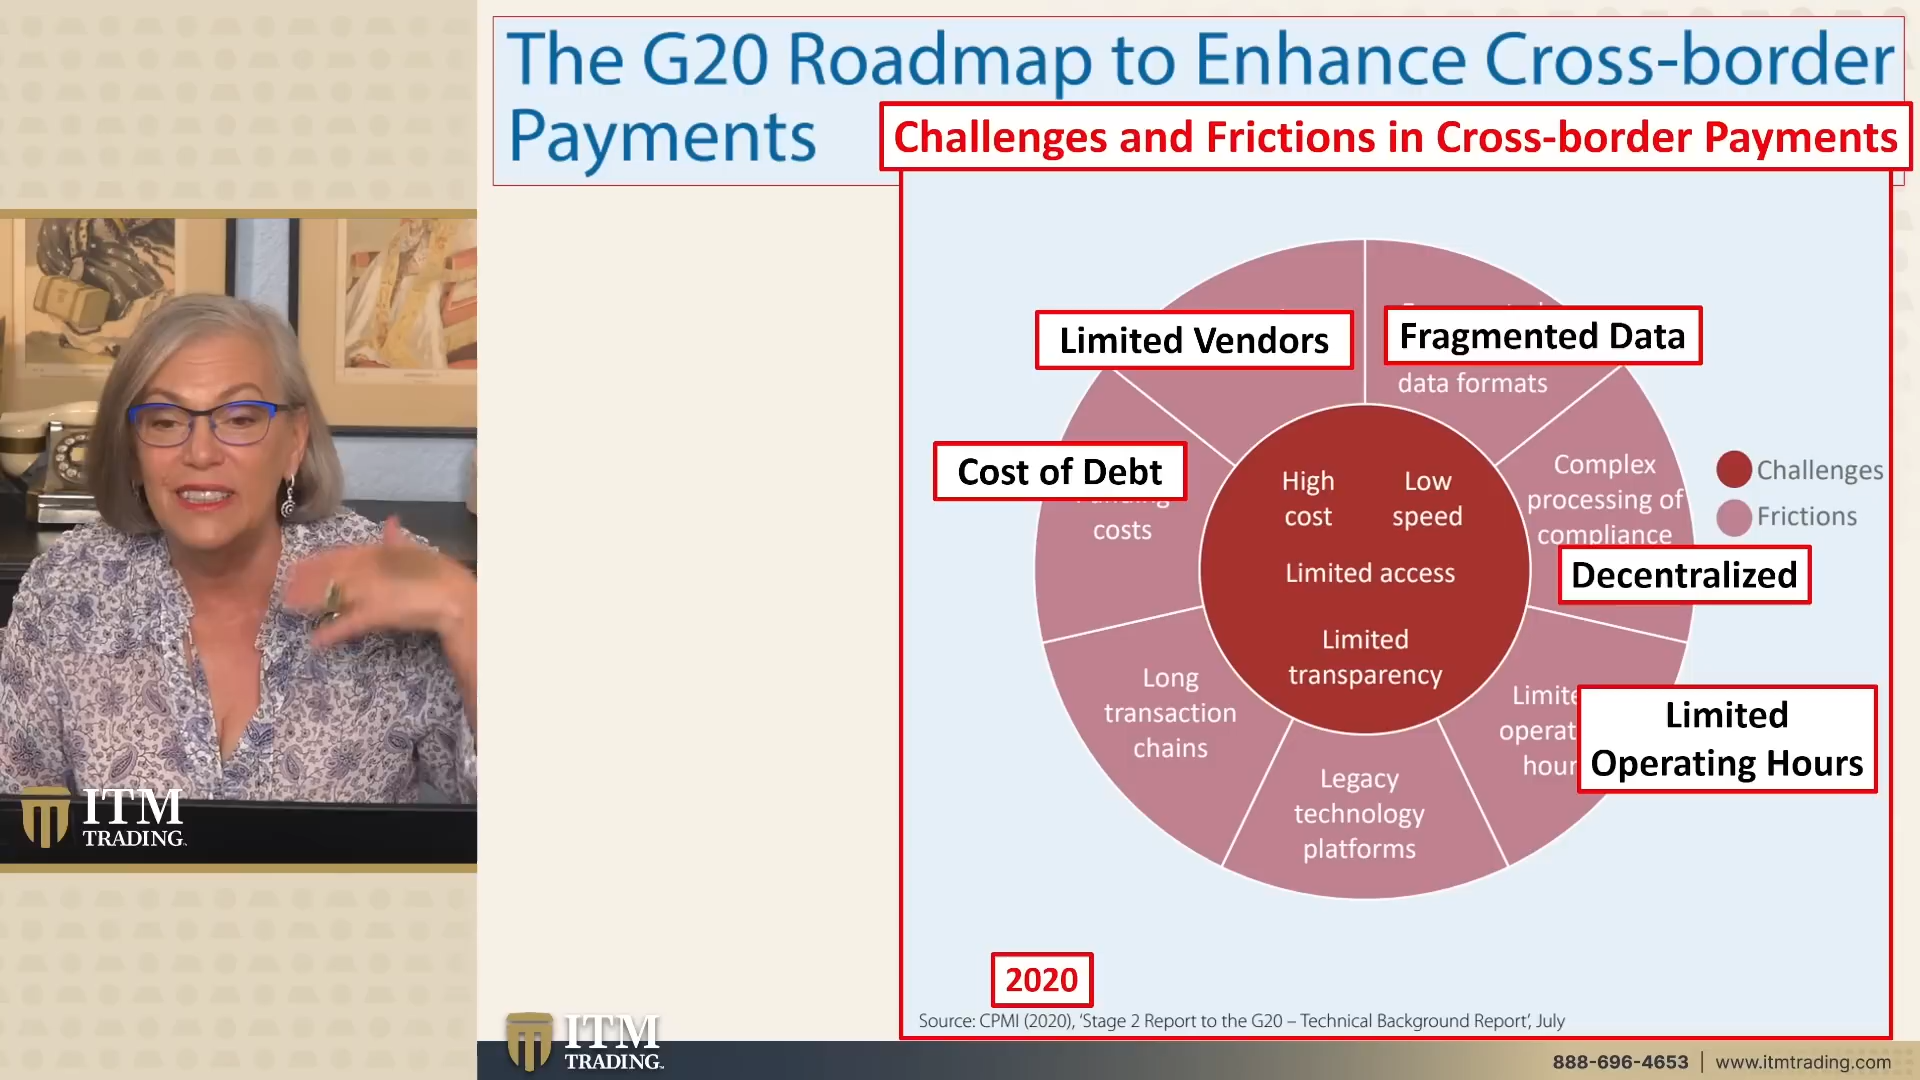 The G20 Roadmap to Enhance Cross-border
Payments
Challenges and Frictions in Cross-border Payments
Limited Vendors
Fragmented Data
data formats
Cost of Debt
costs
High
cost
Low
speed
Limited access
Limited
transparency
Complex
processing of
compliance
Decentralized
Challenges
Frictions
Long
transaction
chains
Legacy
technology
platforms
Limited
Operating Hours
2020
Source: CPMI (2020), ‘Stage 2 Report to the G20 – Technical Background Report’, July
ITM
TRADING
ITM
TRADING
888-696-4653 | www.itmtrading.com